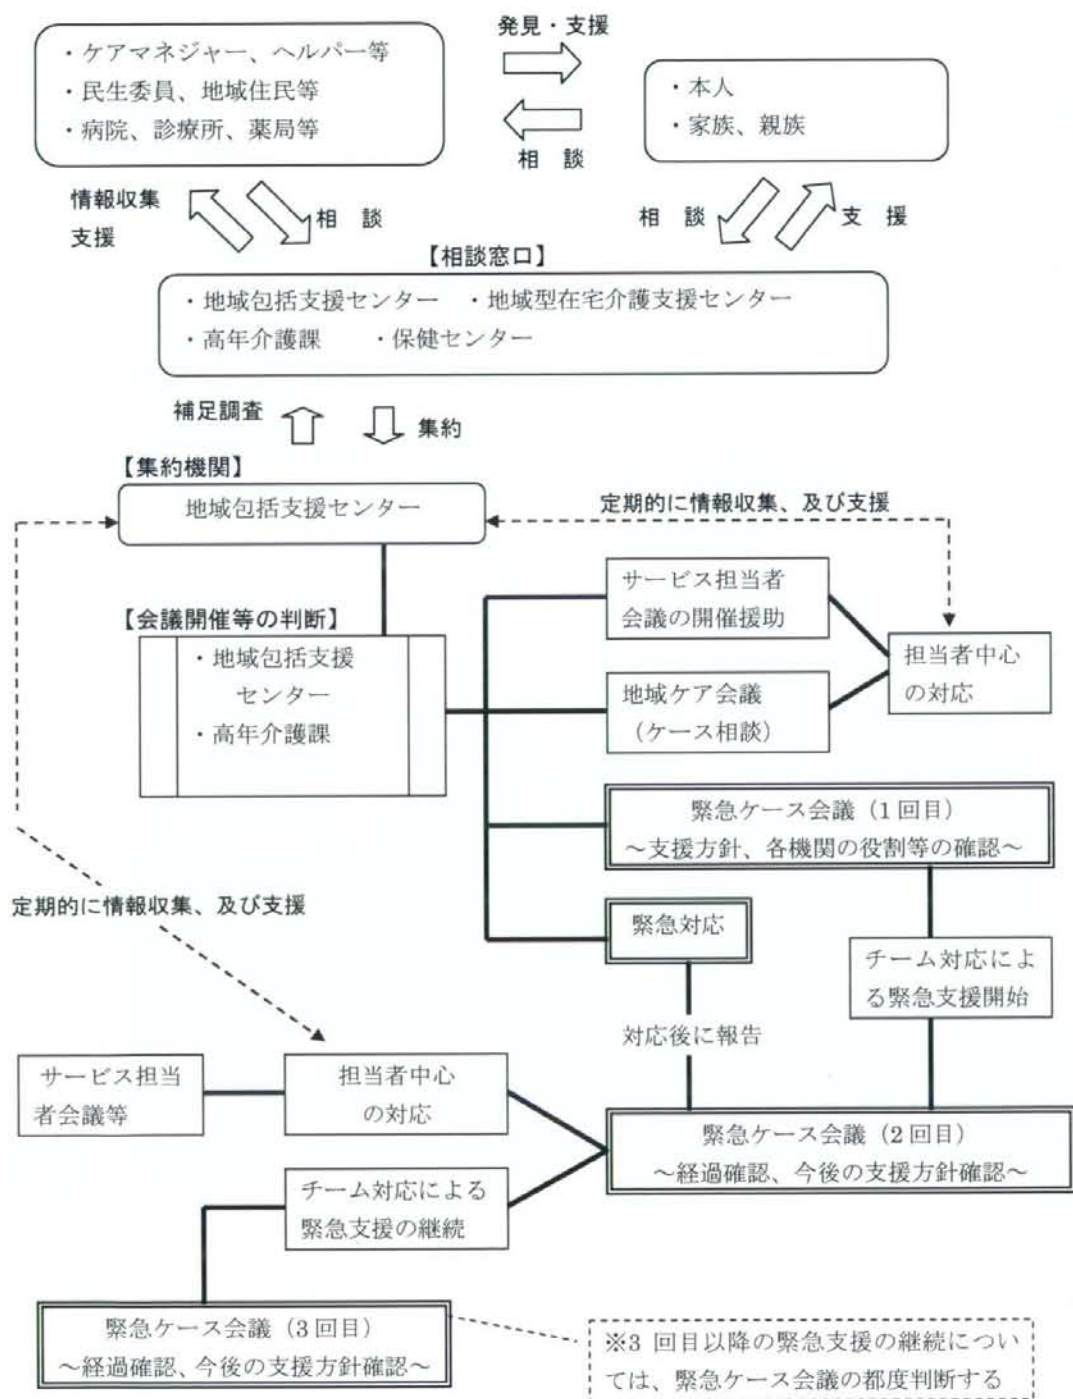 発見・支援
・ケアマネジャー、ヘルパー等
・民生委員、地域住民等
・病院、診療所、薬局等
・本人
・家族、親族
相 談
情報収集
支援
相 談
相 談
支 援
【相談窓口】
・地域包括支援センター ・地域型在宅介護支援センター
・高年介護課 ・保健センター
補足調査
集約
【集約機関】
地域包括支援センター
定期的に情報収集、及び支援
【会議開催等の判断】
・地域包括支援
センター
・高年介護課
サービス担当者
会議の開催援助
地域ケア会議
（ケース相談）
担当者中心
の対応
緊急ケース会議（1回目）
～支援方針、各機関の役割等の確認～
定期的に情報収集、及び支援
緊急対応
チーム対応によ
る緊急支援開始
対応後に報告
サービス担当
者会議等
担当者中心
の対応
緊急ケース会議（2回目）
～経過確認、今後の支援方針確認～
チーム対応による
緊急支援の継続
緊急ケース会議（3回目）
～経過確認、今後の支援方針確認～
※3 回目以降の緊急支援の継続につい
ては、緊急ケース会議の都度判断する